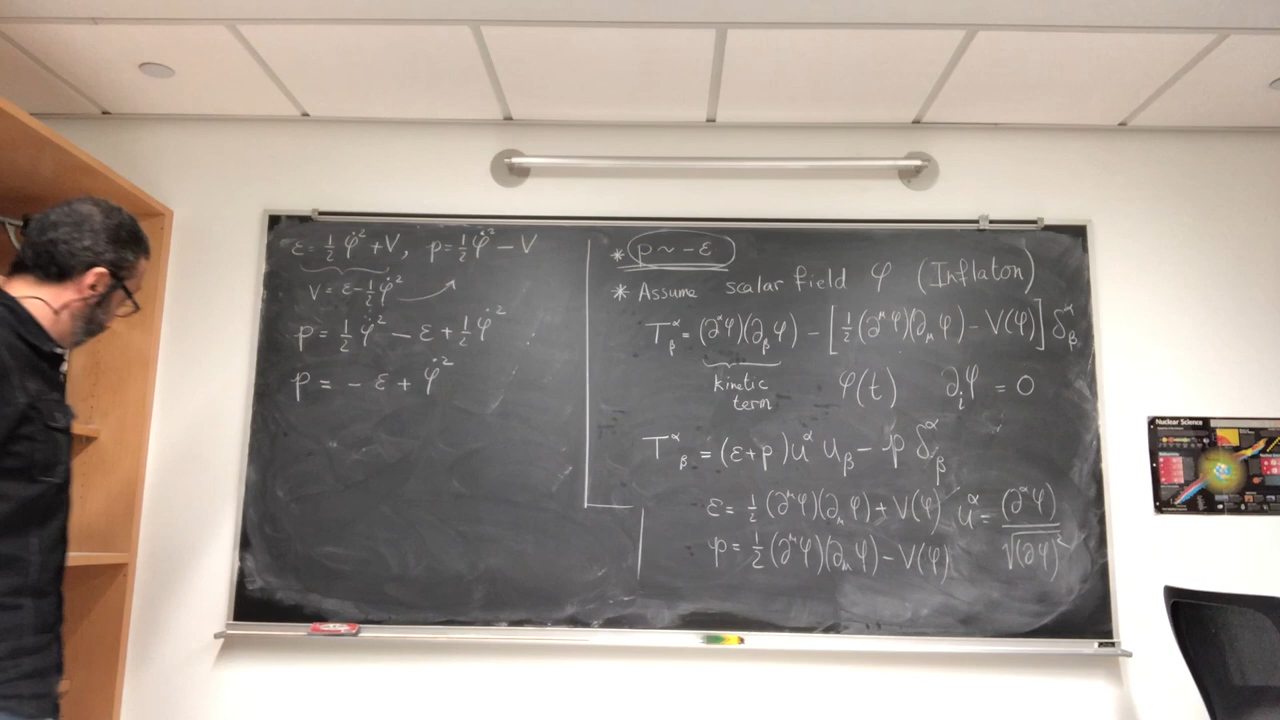 ε = ½ φ̇² + V, p = ½ φ̇² − V
V = ε − ½ φ̇²
p = ½ φ̇² − ε + ½ φ̇²
p = − ε + φ̇²
* p ~ − ε
* Assume scalar field φ (Inflaton)
T^α_β = (∂^α φ)(∂_β φ) − [½ (∂^μ φ)(∂_μ φ) − V(φ)] δ^α_β
kinetic term φ(t) ∂_i φ = 0
T^α_β = (ε + p) u^α u_β − p δ^α_β
ε = ½ (∂^μ φ)(∂_μ φ) + V(φ) u^α = (∂^α φ) / √(∂φ)²
p = ½ (∂^μ φ)(∂_μ φ) − V(φ)
Nuclear Science